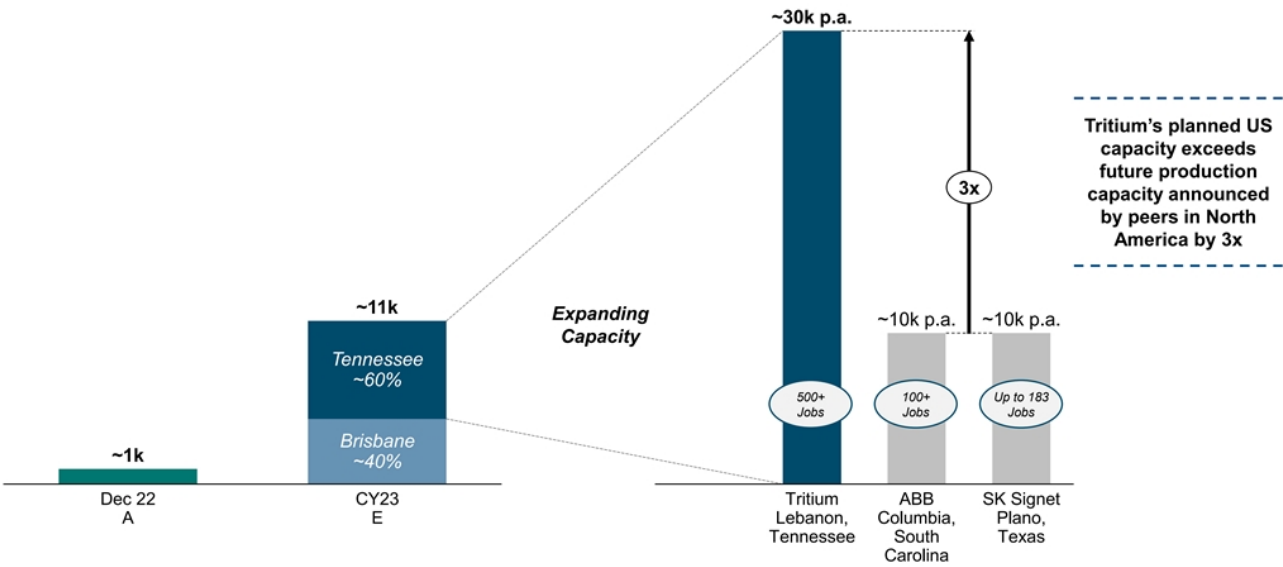 ~30k p.a.
3x
Tritium's planned US
capacity exceeds
future production
capacity announced
by peers in North
America by 3x
~11k
Expanding
Capacity
~10k p.a.
~10k p.a.
Tennessee
~60%
500+
Jobs
100+
Jobs
Up to 183
Jobs
Brisbane
~40%
~1k
Dec 22
A
CY23
E
Tritium
Lebanon,
Tennessee
ABB
Columbia,
South
Carolina
SK Signet
Plano,
Texas